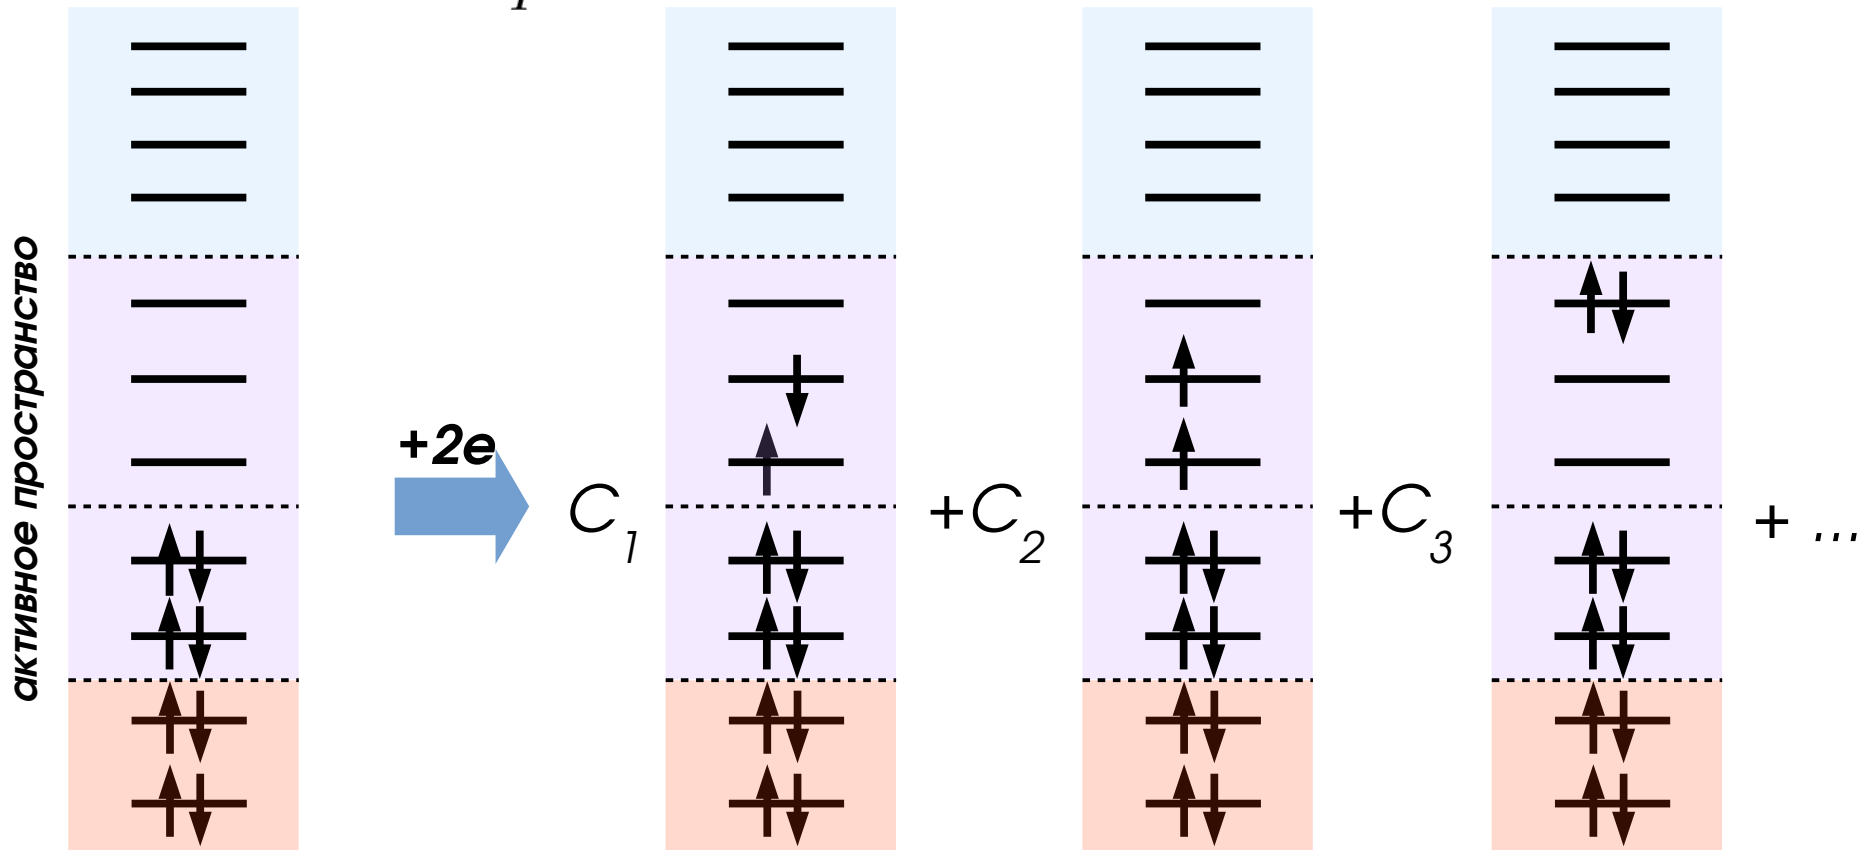 активное пространство
+2e
C1
+C2
+C3
+ ...